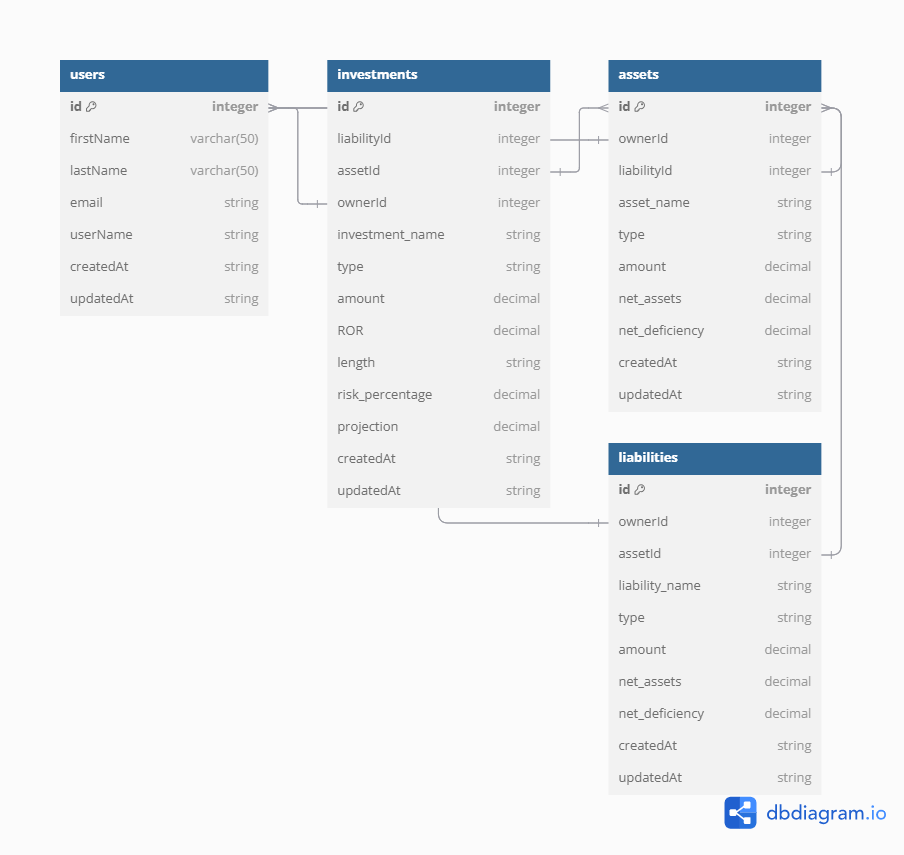 users
id integer
firstName varchar(50)
lastName varchar(50)
email string
userName string
createdAt string
updatedAt string
investments
id integer
liabilityId integer
assetId integer
ownerId integer
investment_name string
type string
amount decimal
ROR decimal
length string
risk_percentage decimal
projection decimal
createdAt string
updatedAt string
assets
id integer
ownerId integer
liabilityId integer
asset_name string
type string
amount decimal
net_assets decimal
net_deficiency decimal
createdAt string
updatedAt string
liabilities
id integer
ownerId integer
assetId integer
liability_name string
type string
amount decimal
net_assets decimal
net_deficiency decimal
createdAt string
updatedAt string
dbdiagram.io